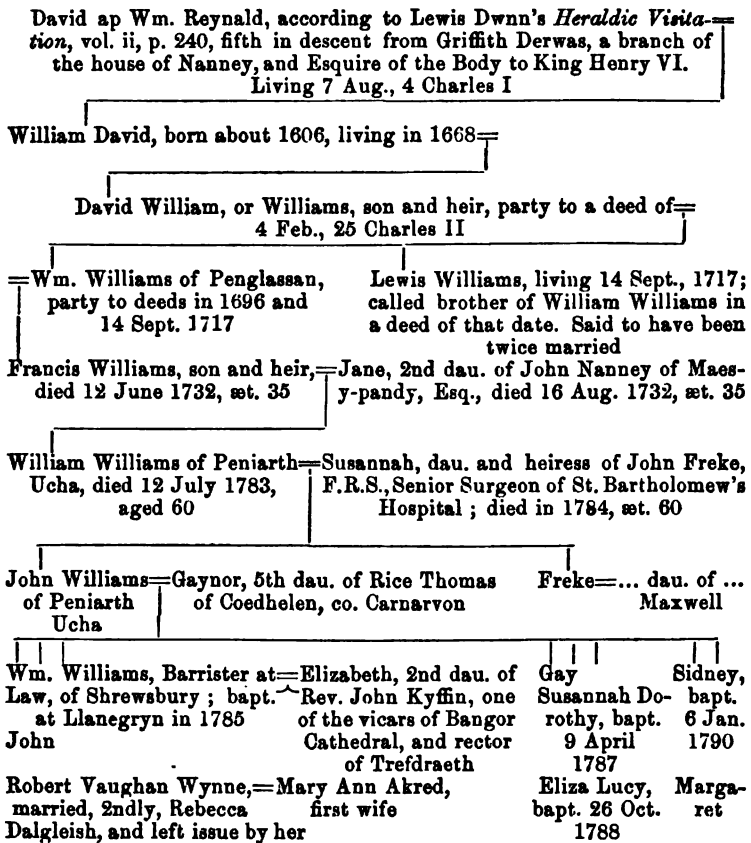 David ap Wm. Reynald, according to Lewis Dwnn's Heraldic Visita-=
tion, vol. ii, p. 240, fifth in descent from Griffith Derwas, a branch of
the house of Nanney, and Esquire of the Body to King Henry VI.
Living 7 Aug., 4 Charles I
William David, born about 1606, living in 1668=
David William, or Williams, son and heir, party to a deed of=
4 Feb., 25 Charles II
=Wm. Williams of Penglassan,
party to deeds in 1696 and
14 Sept. 1717
Lewis Williams, living 14 Sept., 1717;
called brother of William Williams in
a deed of that date. Said to have been
twice married
Francis Williams, son and heir,=Jane, 2nd dau. of John Nanney of Maes-
died 12 June 1732, æt. 35
y-pandy, Esq., died 16 Aug. 1732, æt. 35
William Williams of Peniarth=Susannah, dau. and heiress of John Freke,
Ucha, died 12 July 1783,
aged 60
F.R.S., Senior Surgeon of St. Bartholomew's
Hospital ; died in 1784, æt. 60
John Williams=Gaynor, 5th dau. of Rice Thomas
of Peniarth
Ucha
of Coedhelen, co. Carnarvon
Freke=... dau. of ...
Maxwell
Wm. Williams, Barrister at=Elizabeth, 2nd dau. of
Law, of Shrewsbury ; bapt.
at Llanegryn in 1785
Rev. John Kyffin, one
of the vicars of Bangor
Cathedral, and rector
of Trefdraeth
John
Gay
Susannah Do-
rothy, bapt.
9 April
1787
Sidney,
bapt.
6 Jan.
1790
Robert Vaughan Wynne,=Mary Ann Akred,
married, 2ndly, Rebecca
Dalgleish, and left issue by her
first wife
Eliza Lucy,
bapt. 26 Oct.
1788
Marga-
ret